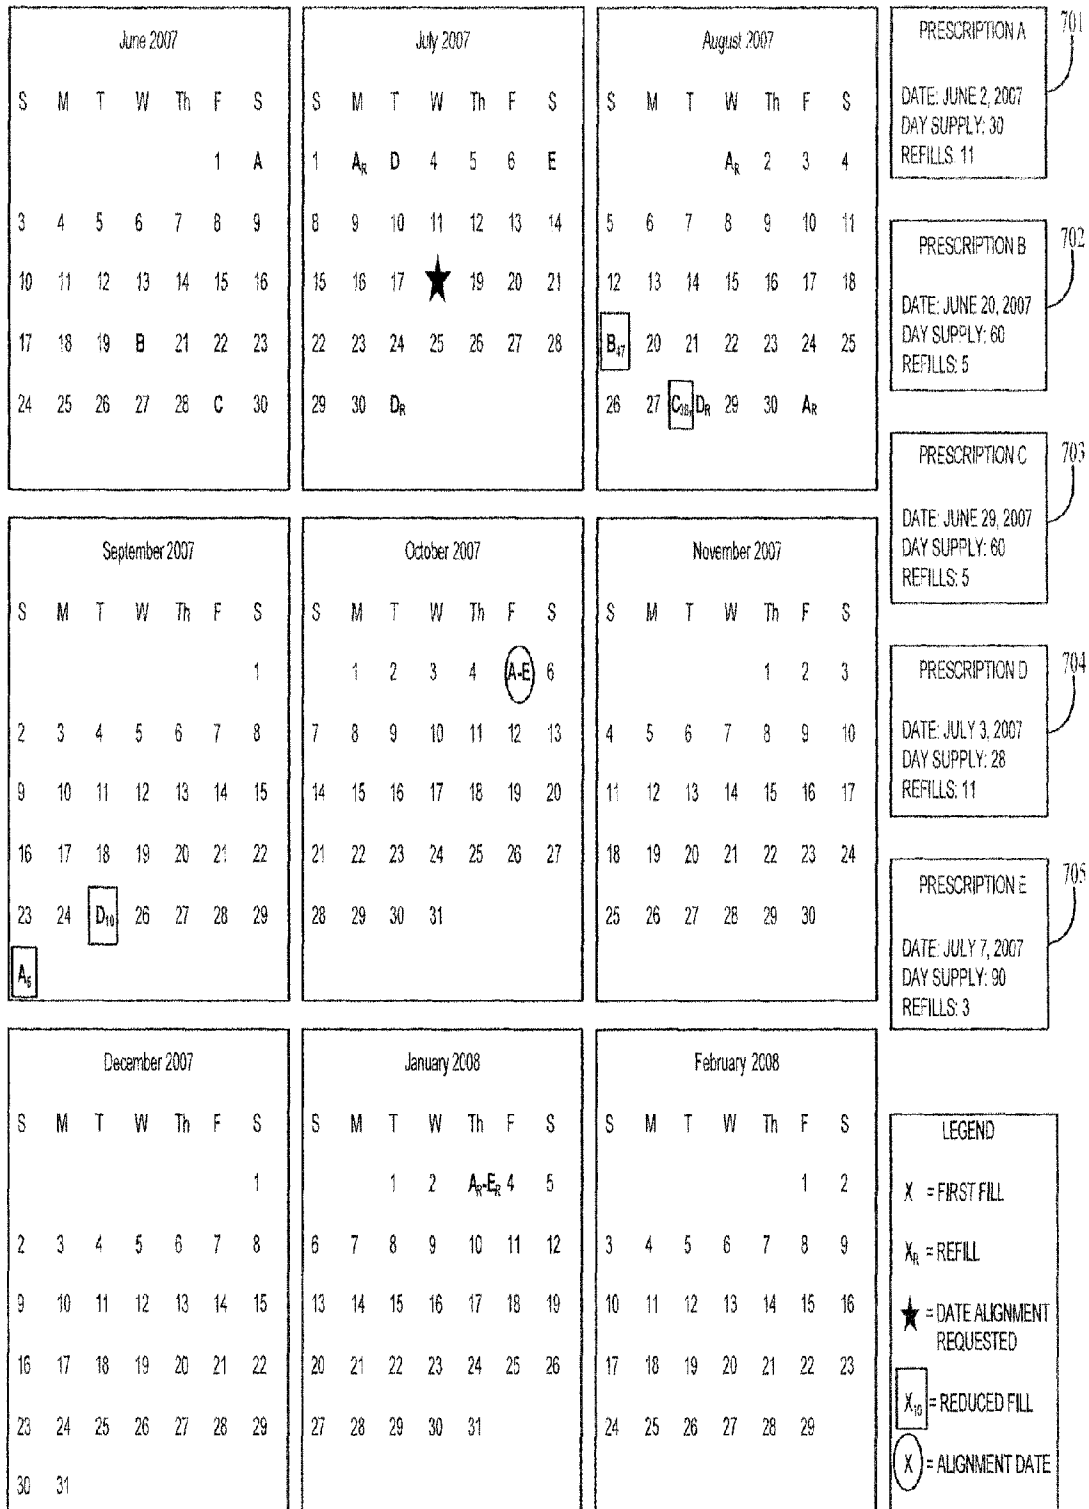 June 2007
S M T W Th F S
1 A
3 4 5 6 7 8 9
10 11 12 13 14 15 16
17 18 19 B 21 22 23
24 25 26 27 28 C 30
July 2007
S M T W Th F S
1 AR D 4 5 6 E
8 9 10 11 12 13 14
15 16 17 ★ 19 20 21
22 23 24 25 26 27 28
29 30 DR
August 2007
S M T W Th F S
AR 2 3 4
5 6 7 8 9 10 11
12 13 14 15 16 17 18
B47 20 21 22 23 24 25
26 27 C38, DR 29 30 AR
PRESCRIPTION A
DATE: JUNE 2, 2007
DAY SUPPLY: 30
REFILLS: 11
701
PRESCRIPTION B
DATE: JUNE 20, 2007
DAY SUPPLY: 60
REFILLS: 5
702
PRESCRIPTION C
DATE: JUNE 29, 2007
DAY SUPPLY: 60
REFILLS: 5
703
PRESCRIPTION D
DATE: JULY 3, 2007
DAY SUPPLY: 28
REFILLS: 11
704
PRESCRIPTION E
DATE: JULY 7, 2007
DAY SUPPLY: 90
REFILLS: 3
705
September 2007
S M T W Th F S
1
2 3 4 5 6 7 8
9 10 11 12 13 14 15
16 17 18 19 20 21 22
23 24 D10 26 27 28 29
A5
October 2007
S M T W Th F S
1 2 3 4 A-E 6
7 8 9 10 11 12 13
14 15 16 17 18 19 20
21 22 23 24 25 26 27
28 29 30 31
November 2007
S M T W Th F S
1 2 3
4 5 6 7 8 9 10
11 12 13 14 15 16 17
18 19 20 21 22 23 24
25 26 27 28 29 30
December 2007
S M T W Th F S
1
2 3 4 5 6 7 8
9 10 11 12 13 14 15
16 17 18 19 20 21 22
23 24 25 26 27 28 29
30 31
January 2008
S M T W Th F S
1 2 AR-ER 4 5
6 7 8 9 10 11 12
13 14 15 16 17 18 19
20 21 22 23 24 25 26
27 28 29 30 31
February 2008
S M T W Th F S
1 2
3 4 5 6 7 8 9
10 11 12 13 14 15 16
17 18 19 20 21 22 23
24 25 26 27 28 29
LEGEND
X = FIRST FILL
XR = REFILL
★ = DATE ALIGNMENT
REQUESTED
X10 = REDUCED FILL
X = ALIGNMENT DATE